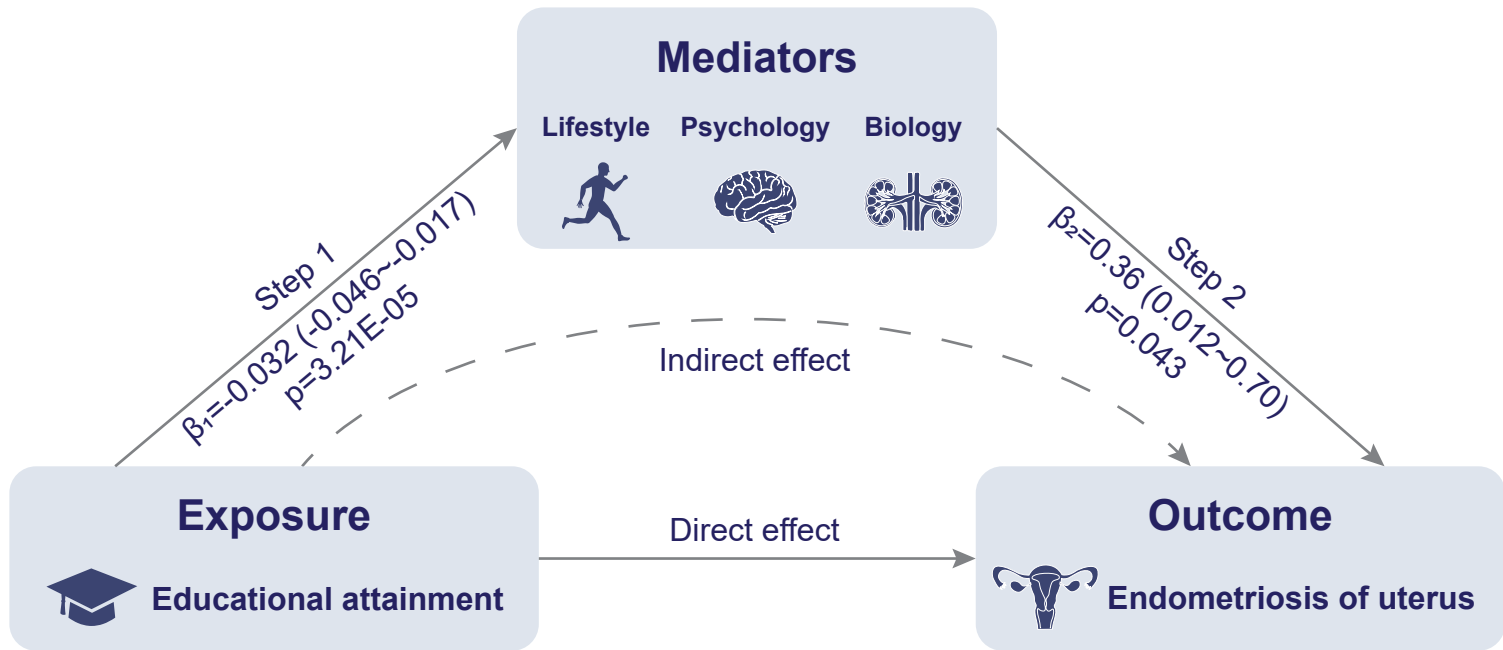 Mediators
Lifestyle Psychology Biology
Step 1
β₁=-0.032 (-0.046~-0.017)
p=3.21E-05
Step 2
β₂=0.36 (0.012~0.70)
p=0.043
Indirect effect
Exposure
Educational attainment
Direct effect
Outcome
Endometriosis of uterus